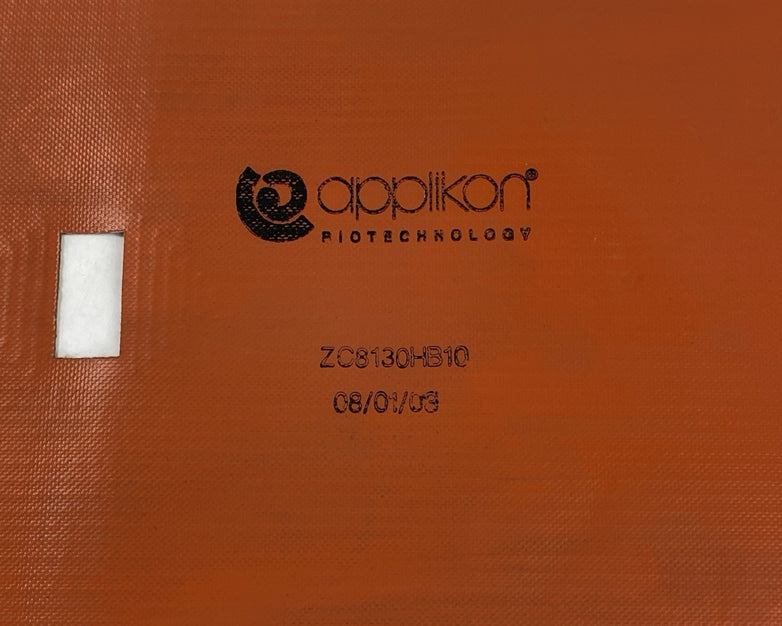 applikon®
BIOTECHNOLOGY
ZC8130HB10
08/01/03